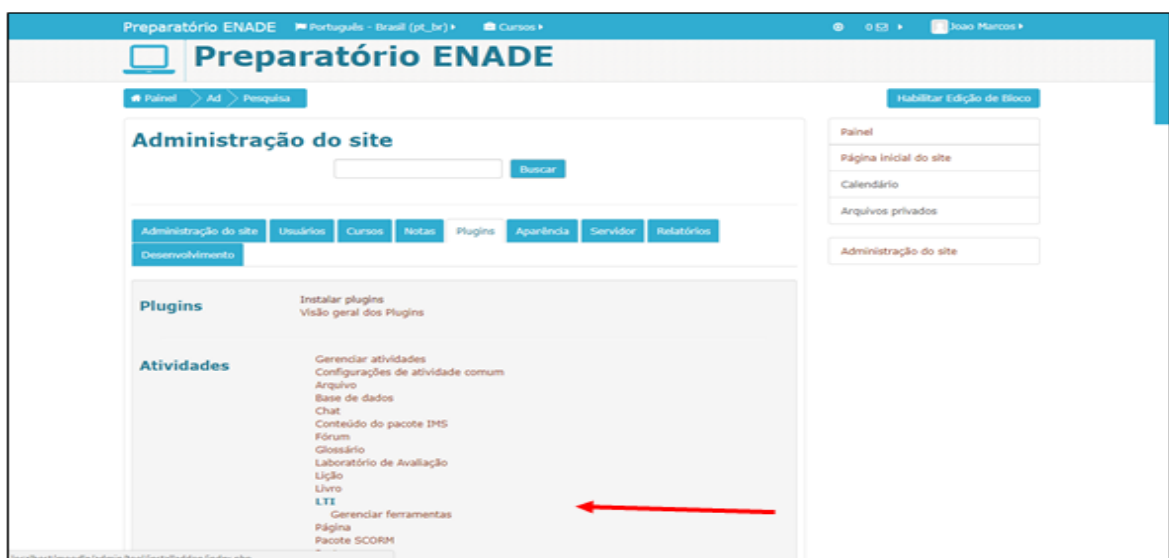 Preparatório ENADE Português - Brasil (pt_br) Cursos 0 Joao Marcos
Preparatório ENADE
Painel Ad Pesquisa Habilitar Edição de Bloco
Administração do site
Buscar
Administração do site Usuários Cursos Notas Plugins Aparência Servidor Relatórios
Desenvolvimento
Plugins
Instalar plugins
Visão geral dos Plugins
Atividades
Gerenciar atividades
Configurações de atividade comum
Arquivo
Base de dados
Chat
Conteúdo do pacote IMS
Fórum
Glossário
Laboratório de Avaliação
Lição
Livro
LTI
Gerenciar ferramentas
Página
Pacote SCORM
Painel
Página inicial do site
Calendário
Arquivos privados
Administração do site